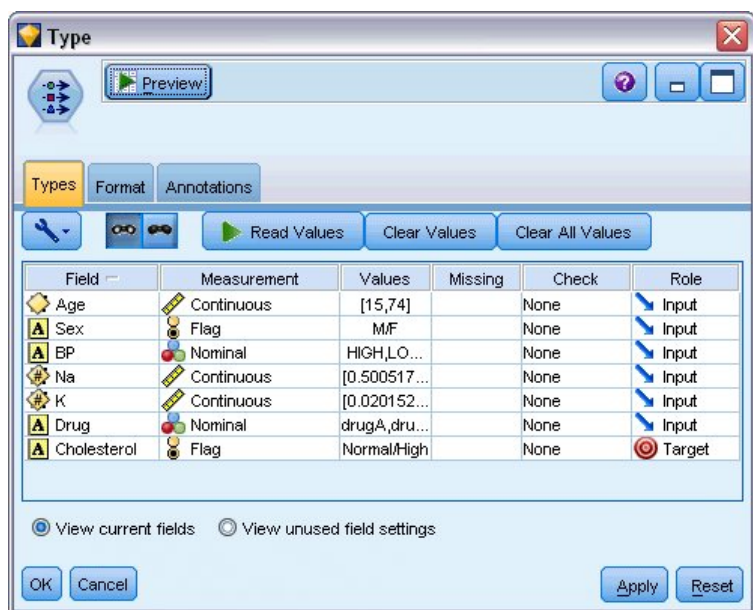 Type
Preview
Types Format Annotations
Read Values Clear Values Clear All Values
Field Measurement Values Missing Check Role
Age Continuous [15,74] None Input
A Sex Flag M/F None Input
A BP Nominal HIGH,LO... None Input
# Na Continuous [0.500517... None Input
# K Continuous [0.020152... None Input
A Drug Nominal drugA,dru... None Input
A Cholesterol Flag Normal/High None Target
View current fields View unused field settings
OK Cancel Apply Reset